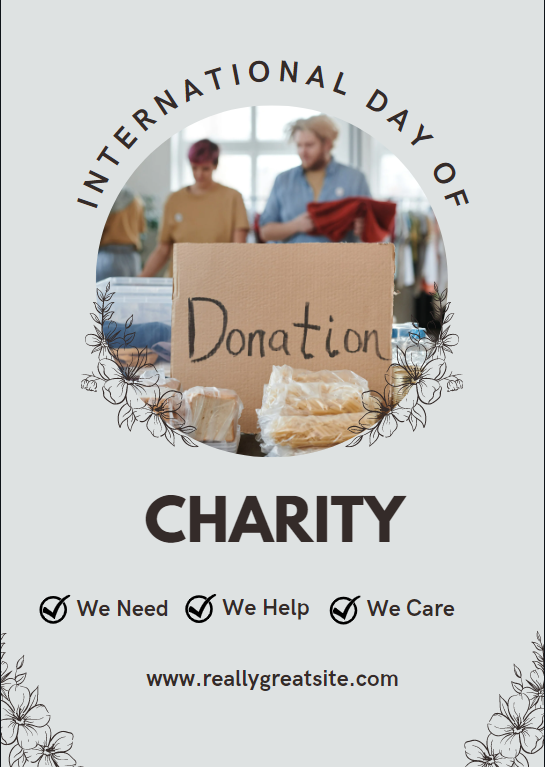 INTERNATIONAL DAY OF
Donation
CHARITY
We Need We Help We Care
www.reallygreatsite.com